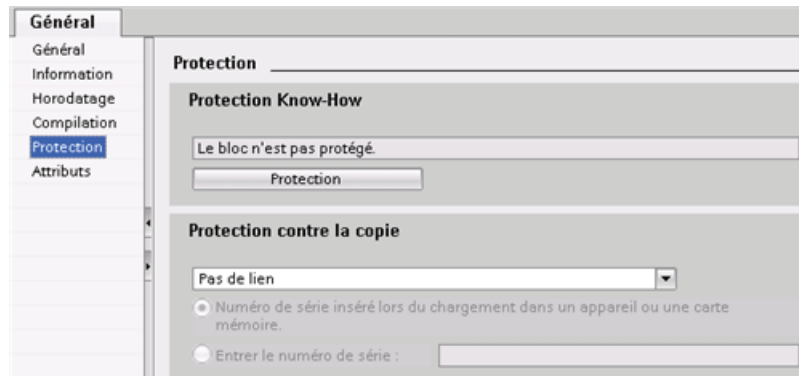 Général
Général
Information
Horodatage
Compilation
Protection
Attributs
Protection
Protection Know-How
Le bloc n'est pas protégé.
Protection
Protection contre la copie
Pas de lien
Numéro de série inséré lors du chargement dans un appareil ou une carte
mémoire.
Entrer le numéro de série :